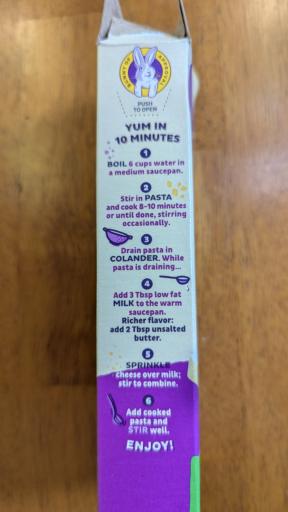 BUNNY OF APPROVAL
PUSH
TO OPEN
YUM IN
10 MINUTES
1
BOIL 6 cups water in
a medium saucepan.
2
Stir in PASTA
and cook 8-10 minutes
or until done, stirring
occasionally.
3
Drain pasta in
COLANDER. While
pasta is draining...
4
Add 3 Tbsp low fat
MILK to the warm
saucepan.
Richer flavor:
add 2 Tbsp unsalted
butter.
5
SPRINKLE
cheese over milk;
stir to combine.
6
Add cooked
pasta and
STIR well.
ENJOY!